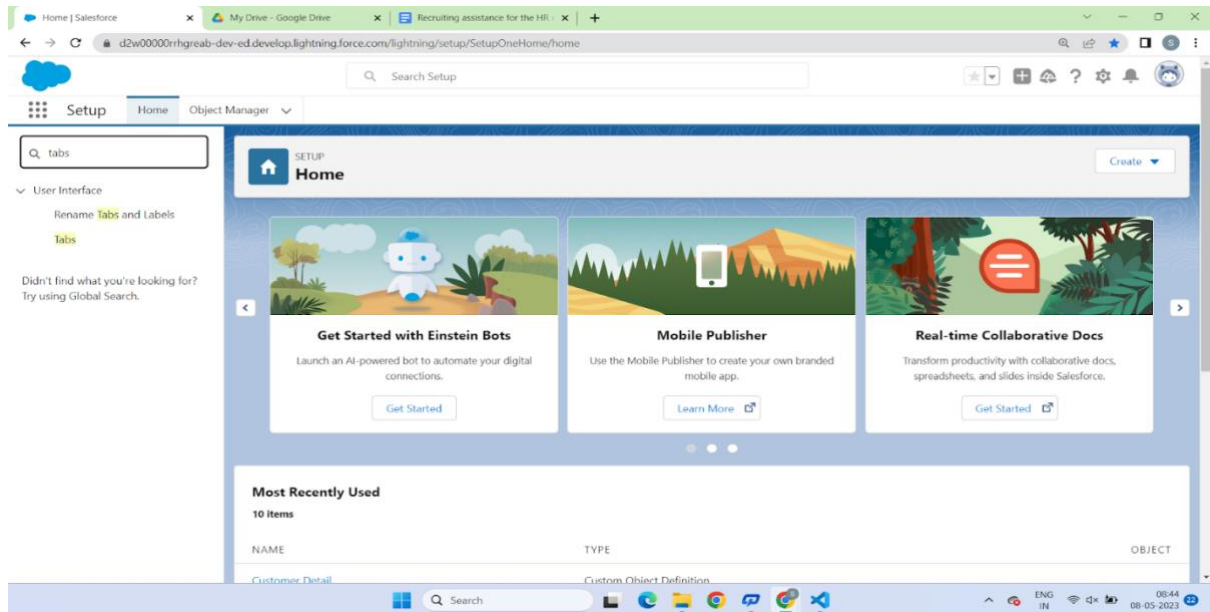 Home | Salesforce
My Drive - Google Drive
Recruiting assistance for the HR
d2w00000rrhgreab-dev-ed.develop.lightning.force.com/lightning/setup/SetupOneHome/home
S
Search Setup
Setup
Home
Object Manager
tabs
User Interface
Rename Tabs and Labels
Tabs
Didn't find what you're looking for?
Try using Global Search.
SETUP
Home
Create
Get Started with Einstein Bots
Launch an AI-powered bot to automate your digital
connections.
Get Started
Mobile Publisher
Use the Mobile Publisher to create your own branded
mobile app.
Learn More
Real-time Collaborative Docs
Transform productivity with collaborative docs,
spreadsheets, and slides inside Salesforce.
Get Started
Most Recently Used
10 items
NAME TYPE OBJECT
Customer Detail Custom Object Definition
Search
ENG
IN
08:44
08-05-2023
22